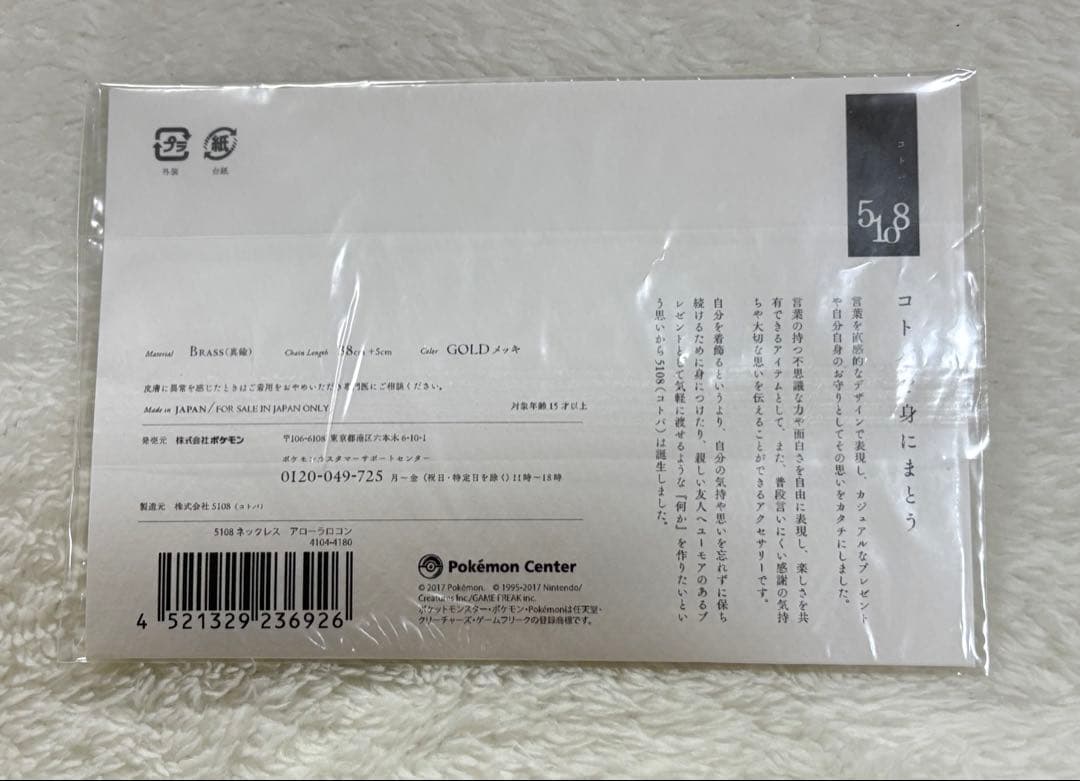 プラ
外装
紙
台紙
コトバ
5108
コトバを身にまとう
言葉を直感的なデザインで表現し、カジュアルなプレゼント
や自分自身のお守りとしてその思いをカタチにしました。
言葉の持つ不思議な力や面白さを自由に表現し、楽しさを共
有できるアイテムとして、また、普段言いにくい感謝の気持
ちや大切な思いを伝えることができるアクセサリーです。
自分を着飾るというより、自分の気持や思いを忘れずに保ち
続けるために身につけたり、親しい友人へユーモアのあるプ
レゼントとして気軽に渡せるような『何か』を作りたいとい
う思いから5108(コトバ)は誕生しました。
Material BRASS(真鍮) Chain Length 38cm+5cm Color GOLDメッキ
皮膚に異常を感じたときはご着用をおやめいただき専門医にご相談ください。
Made in JAPAN/FOR SALE IN JAPAN ONLY 対象年齢15才以上
発売元 株式会社ポケモン 〒106-6108 東京都港区六本木6-10-1
ポケモンカスタマーサポートセンター
0120-049-725 月〜金(祝日・特定日を除く)11時〜18時
製造元 株式会社5108(コトバ)
5108 ネックレス アローラロコン
4104-4180
4 521329 236926
Pokémon Center
©2017 Pokémon. ©1995-2017 Nintendo/
Creatures Inc./GAME FREAK inc.
ポケットモンスター・ポケモン・Pokémonは任天堂・
クリーチャーズ・ゲームフリークの登録商標です。